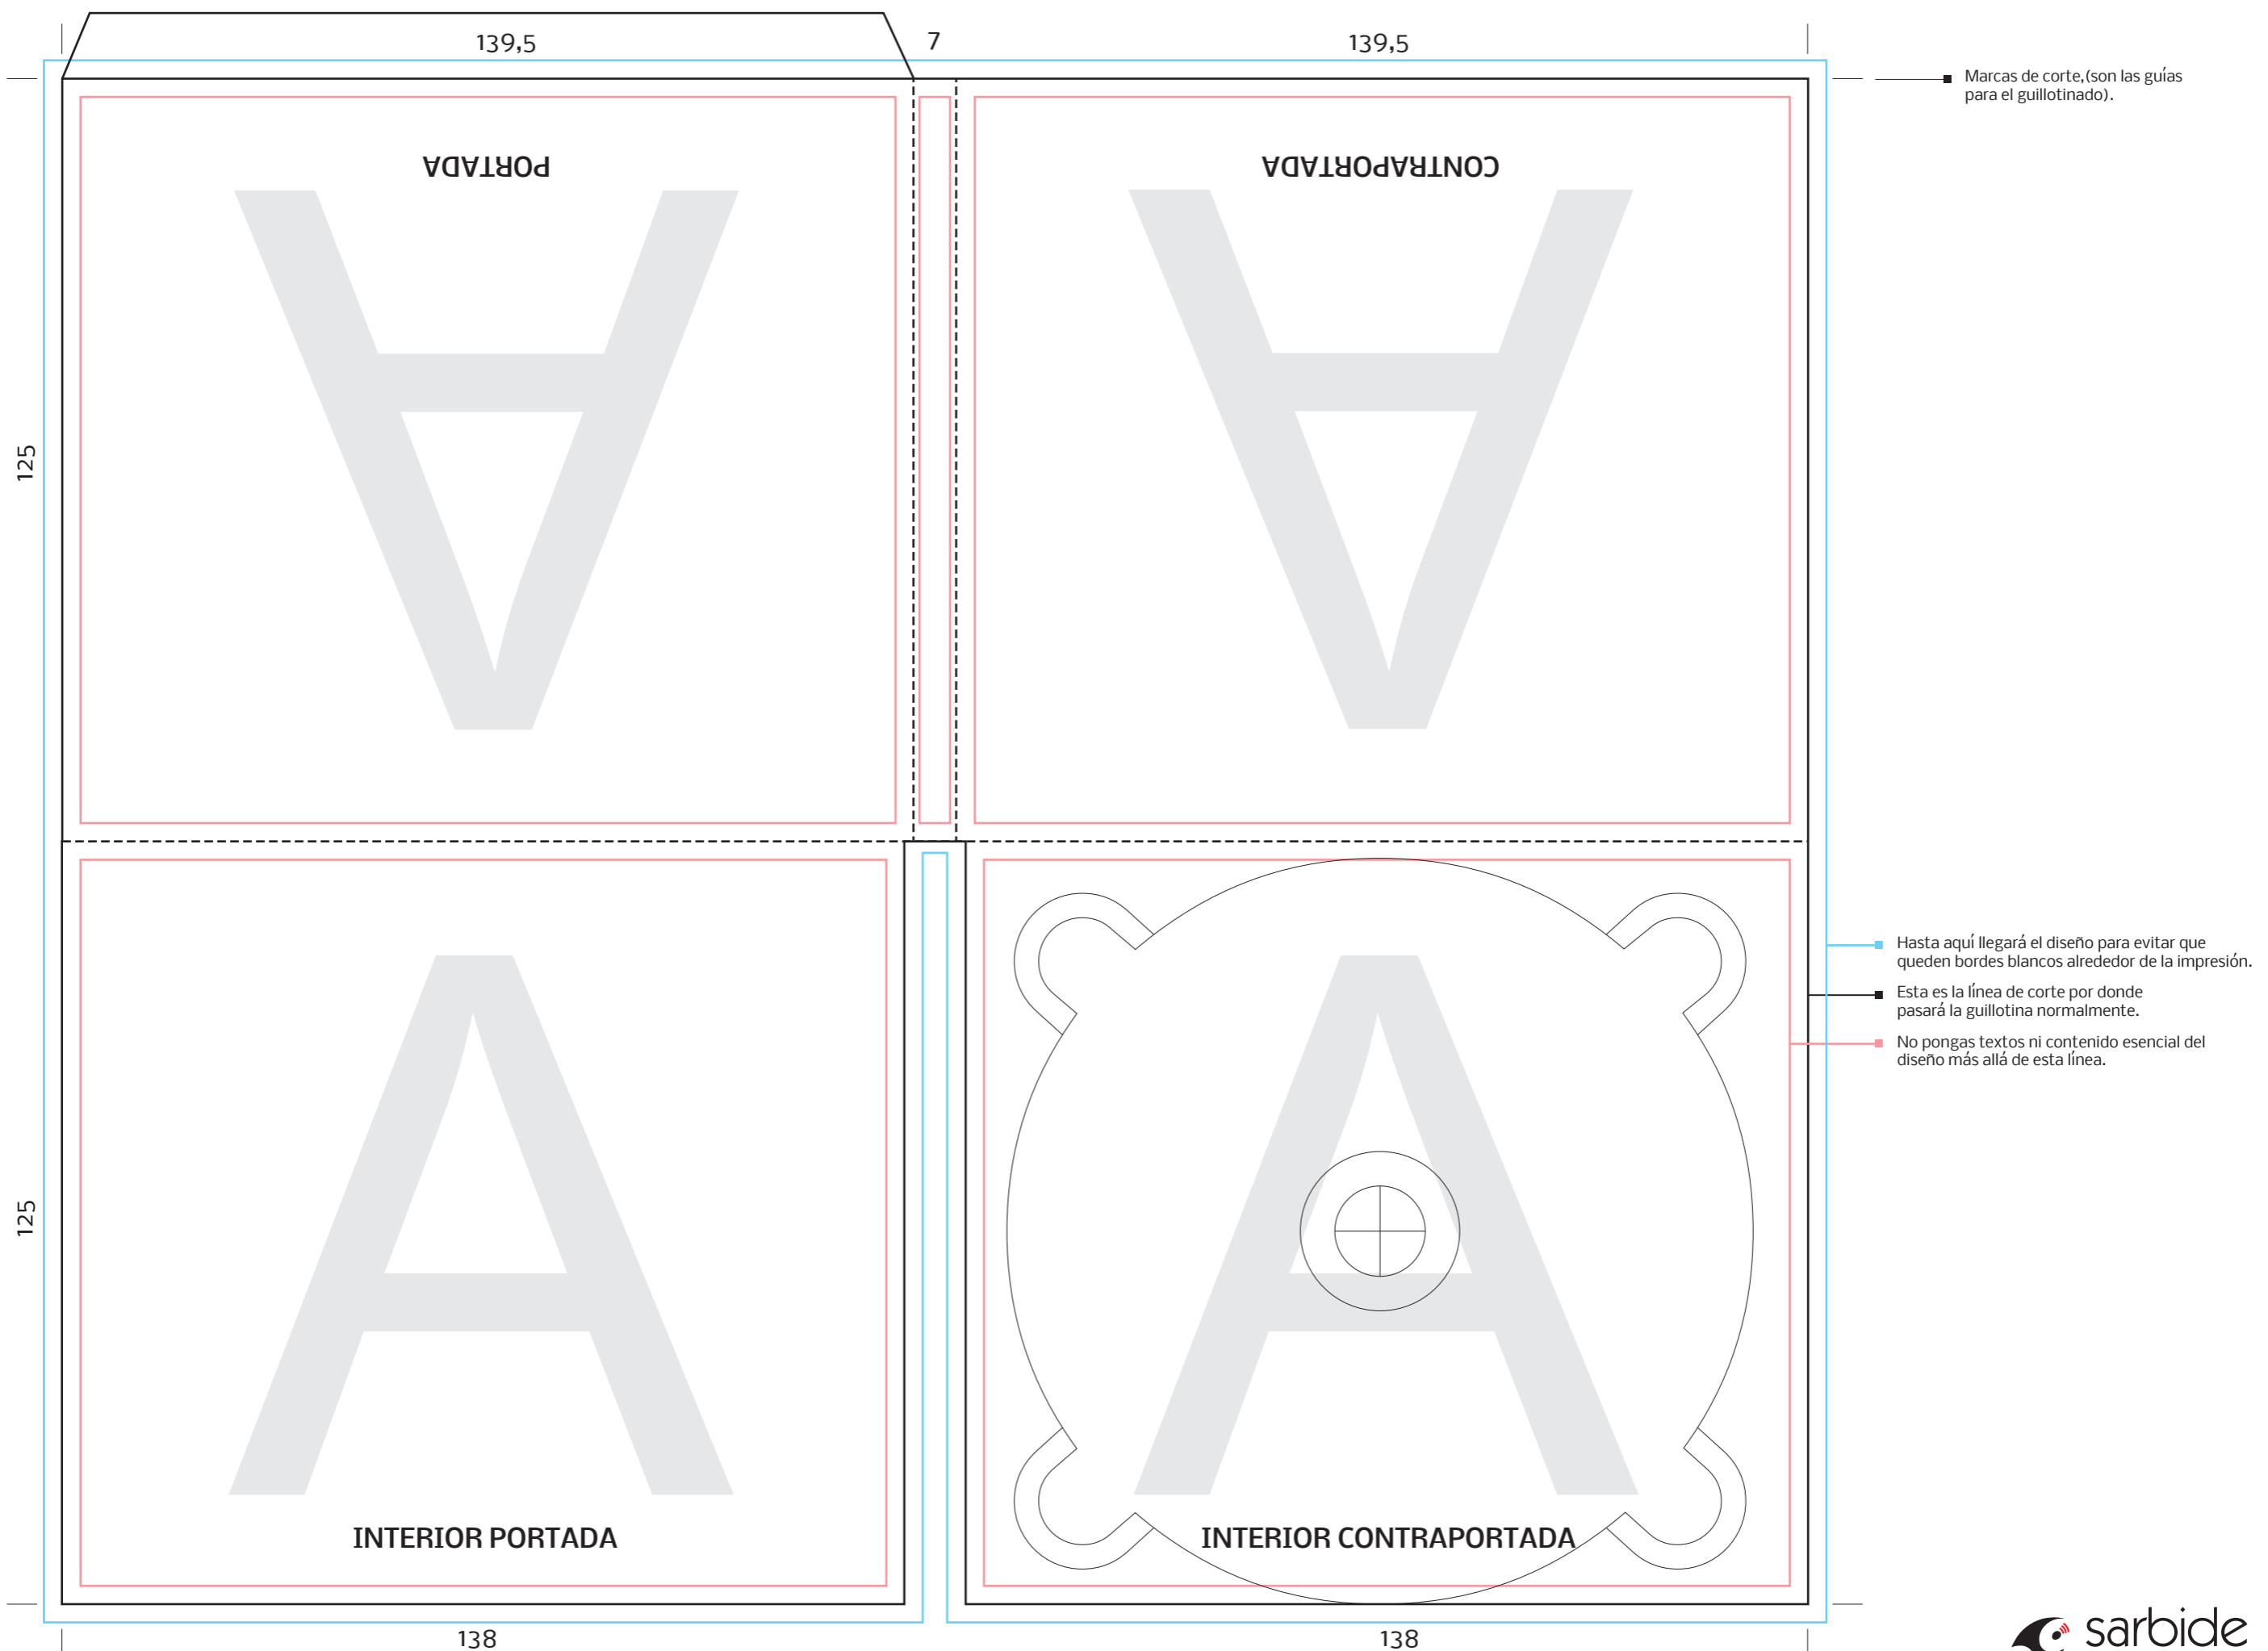 139,5
7
139,5
Marcas de corte,(son las guías
para el guillotinado).
PORTADA
CONTRAPORTADA
A
A
125
Hasta aquí llegará el diseño para evitar que
queden bordes blancos alrededor de la impresión.
Esta es la línea de corte por donde
pasará la guillotina normalmente.
No pongas textos ni contenido esencial del
diseño más allá de esta línea.
A
A
125
INTERIOR PORTADA
INTERIOR CONTRAPORTADA
138
138
sarbide